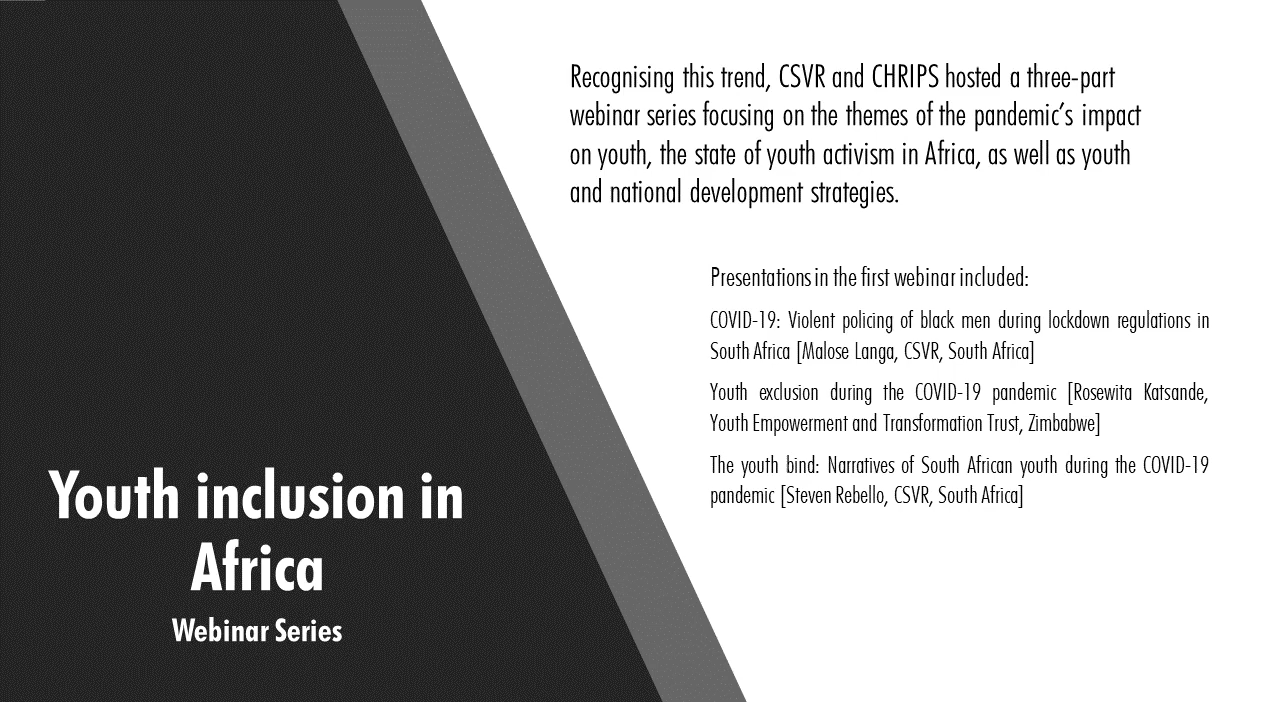 Recognising this trend, CSVR and CHRIPS hosted a three-part
webinar series focusing on the themes of the pandemic’s impact
on youth, the state of youth activism in Africa, as well as youth
and national development strategies.
Presentations in the first webinar included:
COVID-19: Violent policing of black men during lockdown regulations in
South Africa [Malose Langa, CSVR, South Africa]
Youth exclusion during the COVID-19 pandemic [Rosewita Katsande,
Youth Empowerment and Transformation Trust, Zimbabwe]
The youth bind: Narratives of South African youth during the COVID-19
pandemic [Steven Rebello, CSVR, South Africa]
Youth inclusion in
Africa
Webinar Series